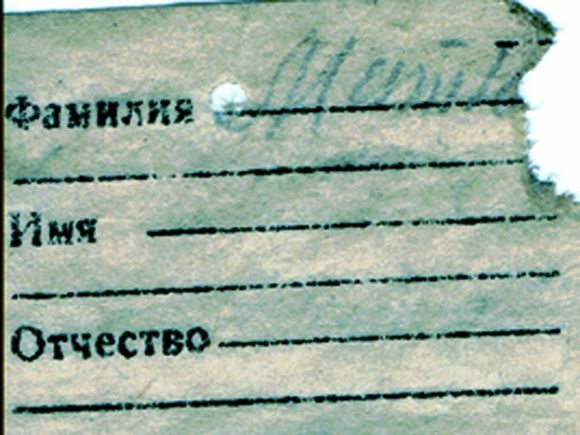 Фамилия
Имя
Отчество